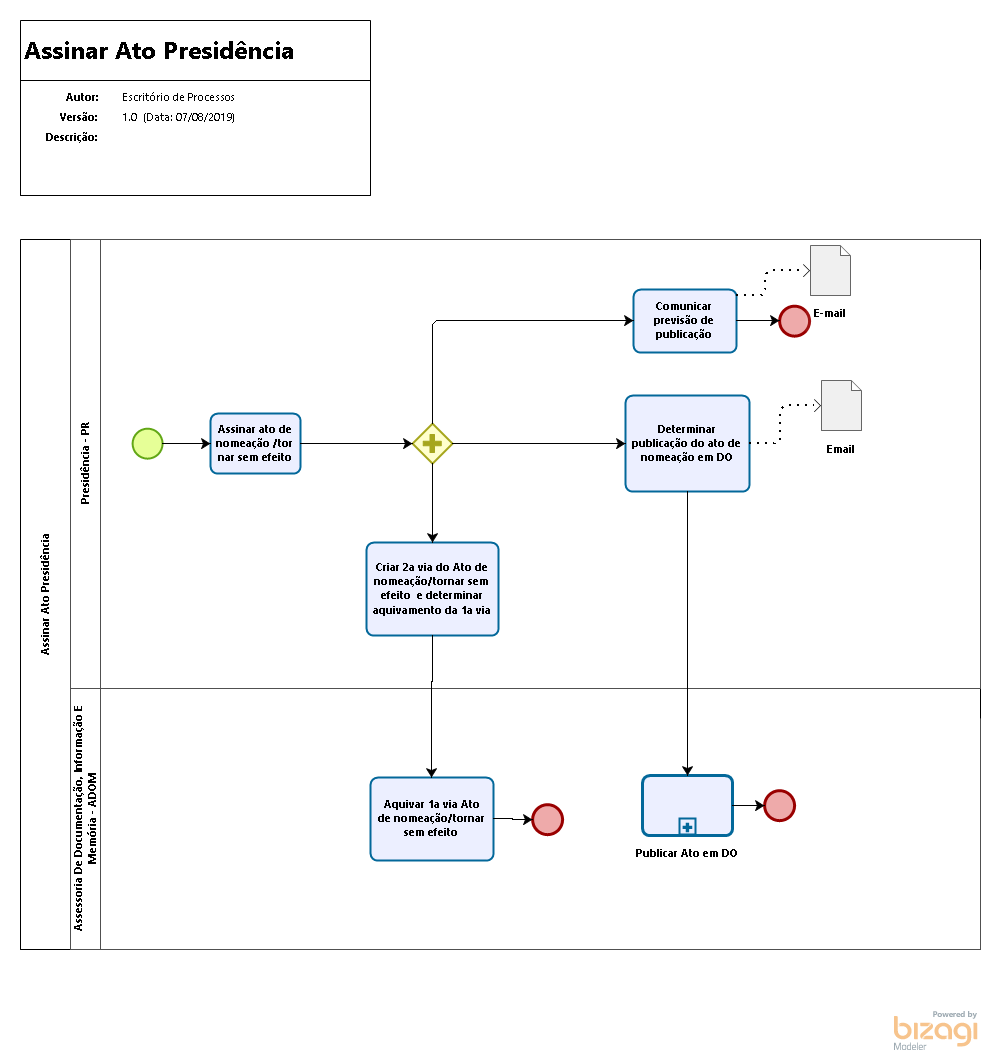 Assinar Ato Presidência
Autor: Escritório de Processos
Versão: 1.0 (Data: 07/08/2019)
Descrição:
Assinar Ato Presidência
Presidência - PR
Comunicar
previsão de
publicação
E-mail
Assinar ato de
nomeação /tor
nar sem efeito
Determinar
publicação do ato de
nomeação em DO
Email
Criar 2a via do Ato de
nomeação/tornar sem
efeito e determinar
aquivamento da 1a via
Assessoria De Documentação, Informação E
Memória - ADOM
Aquivar 1a via Ato
de nomeação/tornar
sem efeito
Publicar Ato em DO
Powered by
bizagi
Modeler